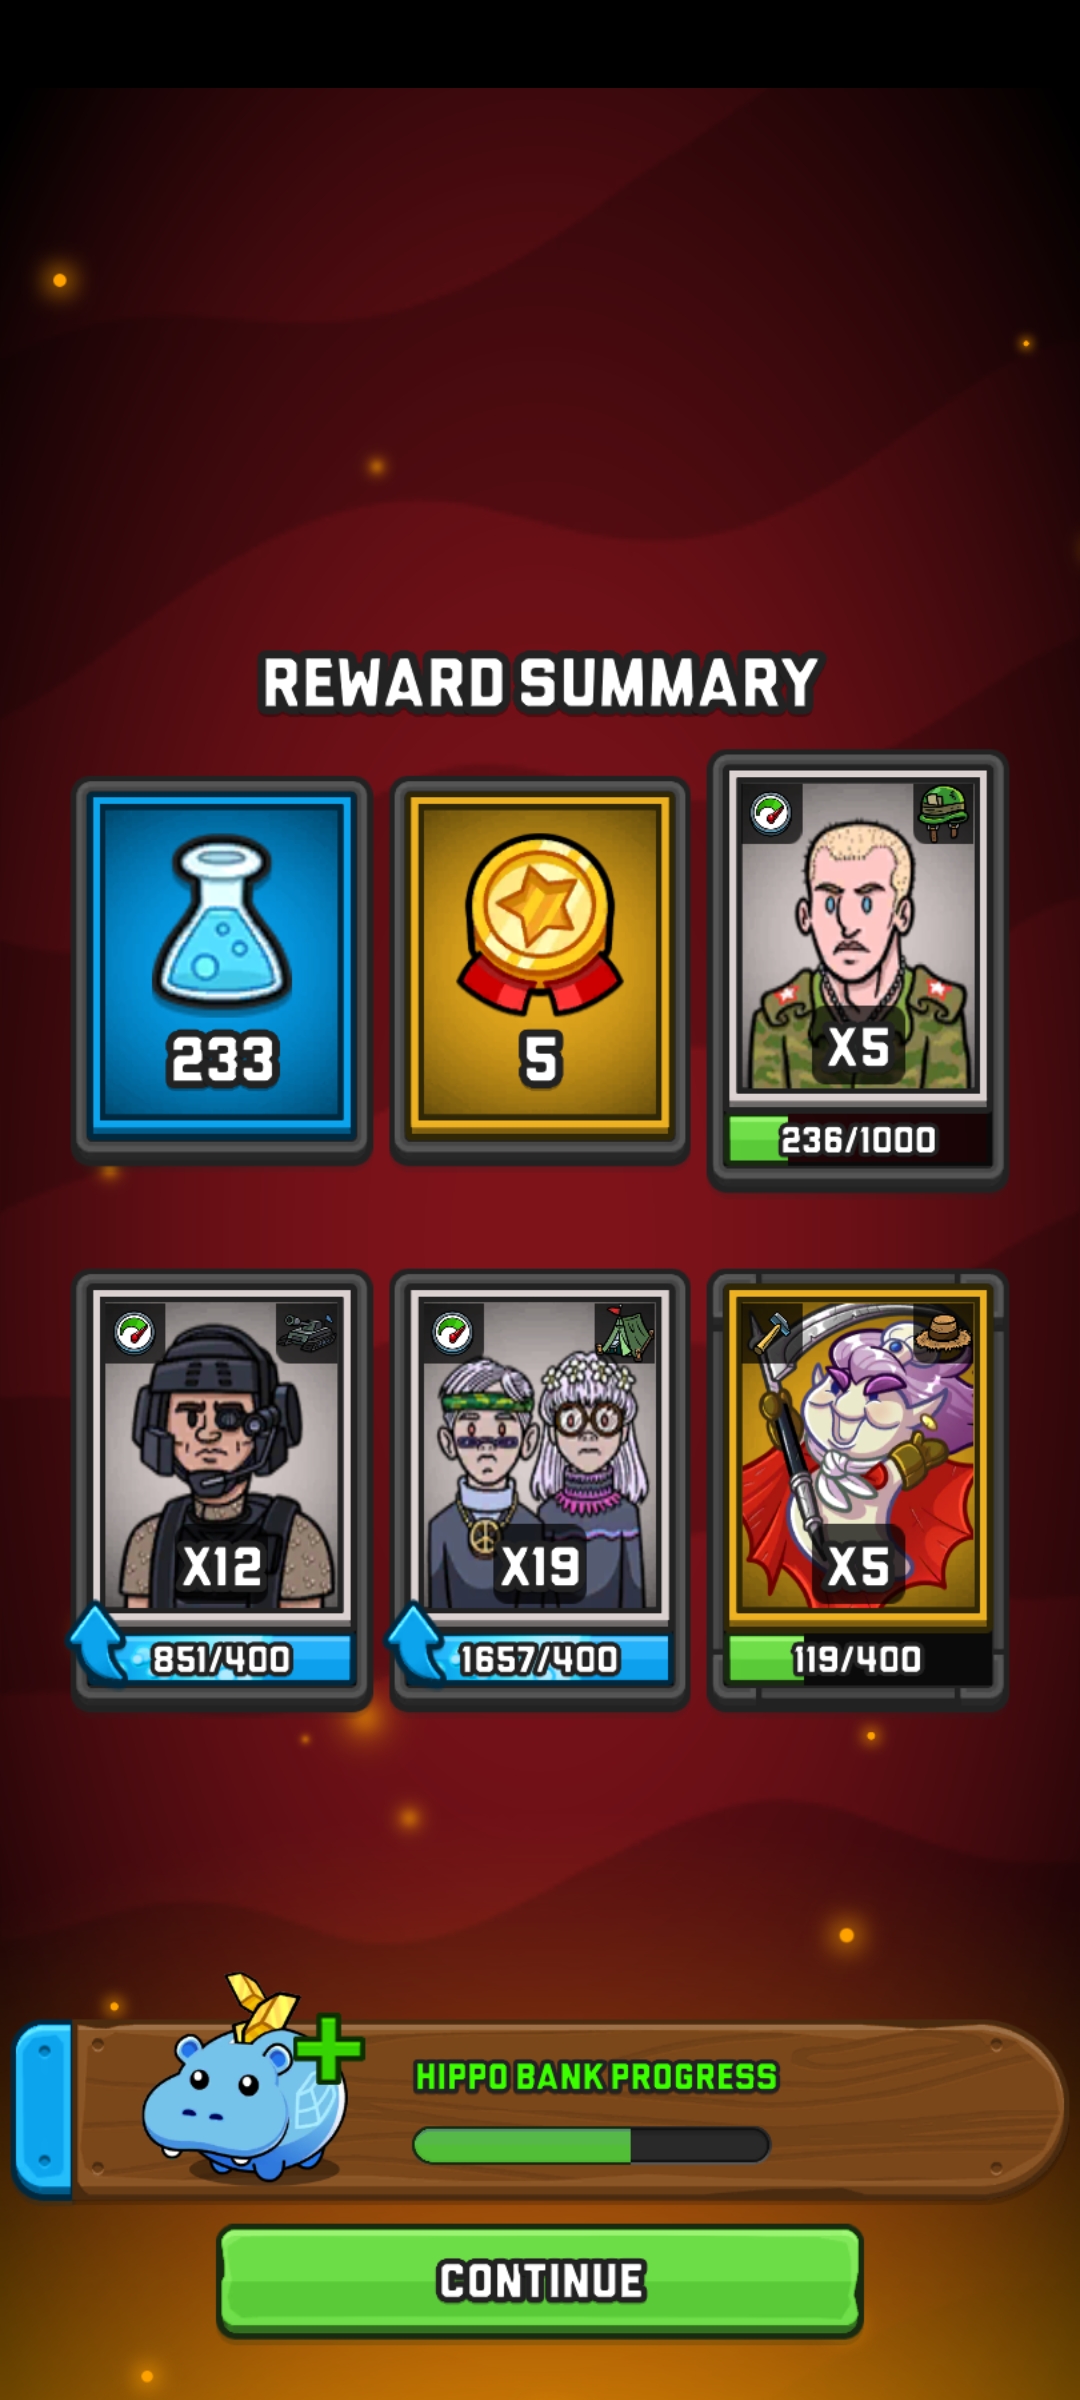 REWARD SUMMARY
233
5
X5
236/1000
X12
851/400
X19
1657/400
X5
119/400
HIPPO BANK PROGRESS
CONTINUE